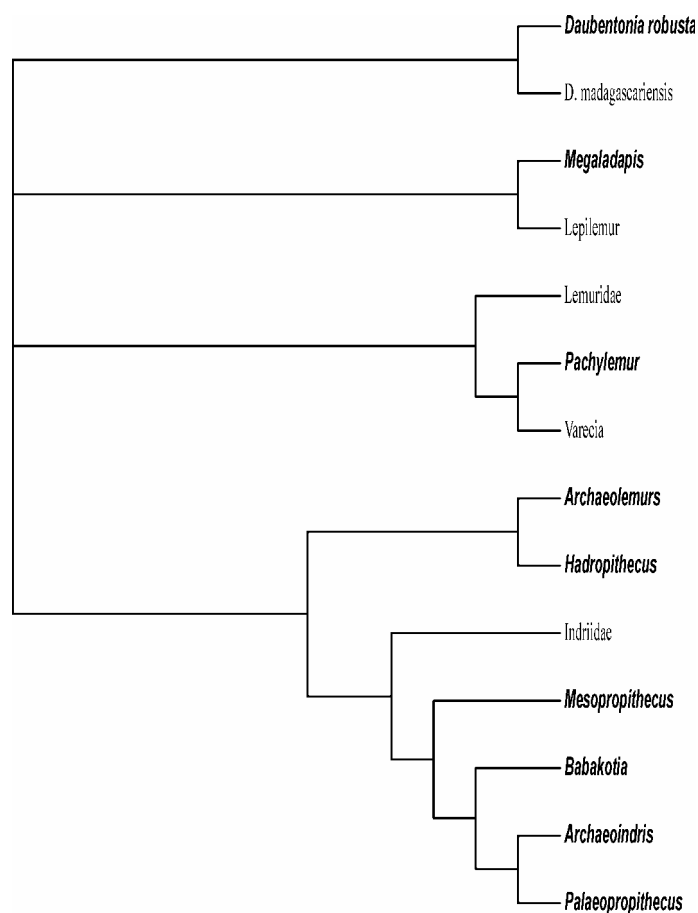 Daubentonia robusta
D. madagascariensis
Megaladapis
Lepilemur
Lemuridae
Pachylemur
Varecia
Archaeolemurs
Hadropithecus
Indriidae
Mesopropithecus
Babakotia
Archaeoindris
Palaeopropithecus